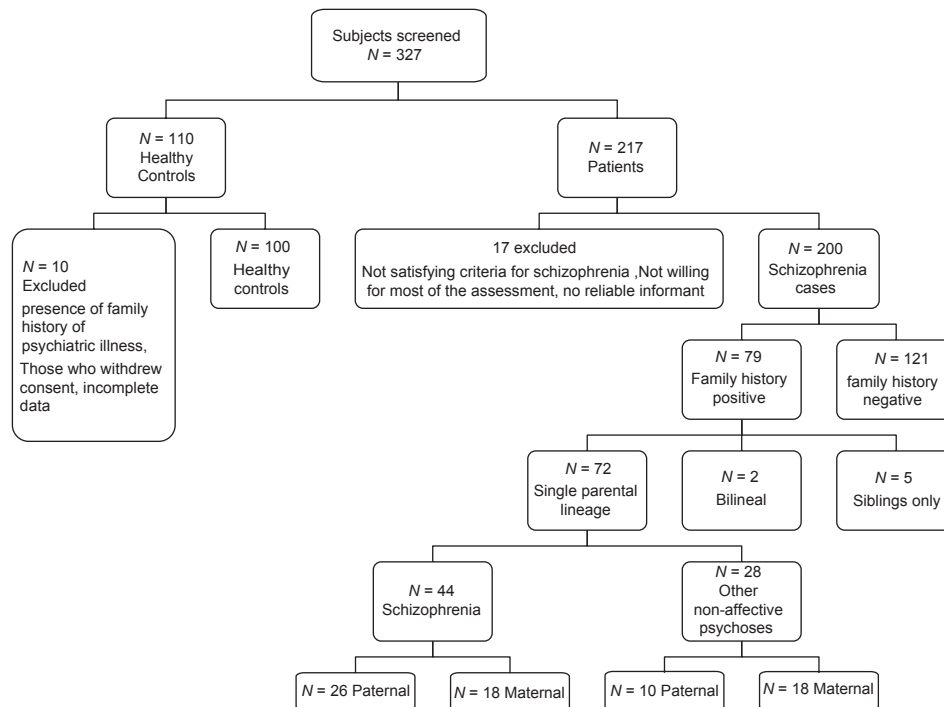 Subjects screened
N = 327
N = 110
Healthy
Controls
N = 217
Patients
N = 10
Excluded
presence of family
history of
psychiatric illness,
Those who withdrew
consent, incomplete
data
N = 100
Healthy
controls
17 excluded
Not satisfying criteria for schizophrenia ,Not willing
for most of the assessment, no reliable informant
N = 200
Schizophrenia
cases
N = 79
Family history
positive
N = 121
family history
negative
N = 72
Single parental
lineage
N = 2
Bilineal
N = 5
Siblings only
N = 44
Schizophrenia
N = 28
Other
non-affective
psychoses
N = 26 Paternal
N = 18 Maternal
N = 10 Paternal
N = 18 Maternal